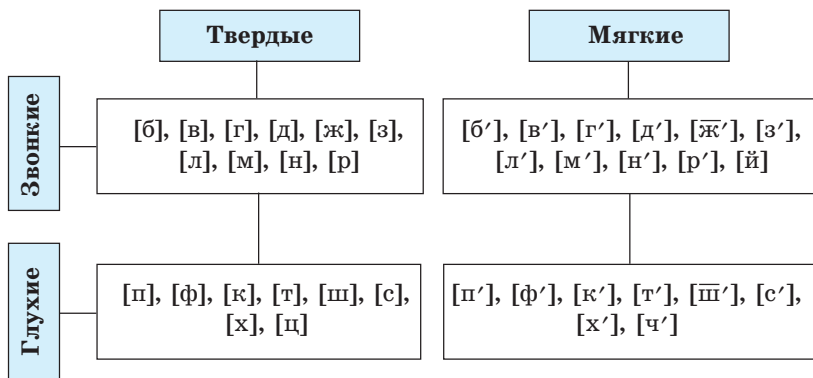 Твердые
Мягкие
Звонкие
[б], [в], [г], [д], [ж], [з],
[л], [м], [н], [р]
[б′], [в′], [г′], [д′], [ж̅′], [з′],
[л′], [м′], [н′], [р′], [й]
Глухие
[п], [ф], [к], [т], [ш], [с],
[х], [ц]
[п′], [ф′], [к′], [т′], [ш̅′], [с′],
[х′], [ч′]